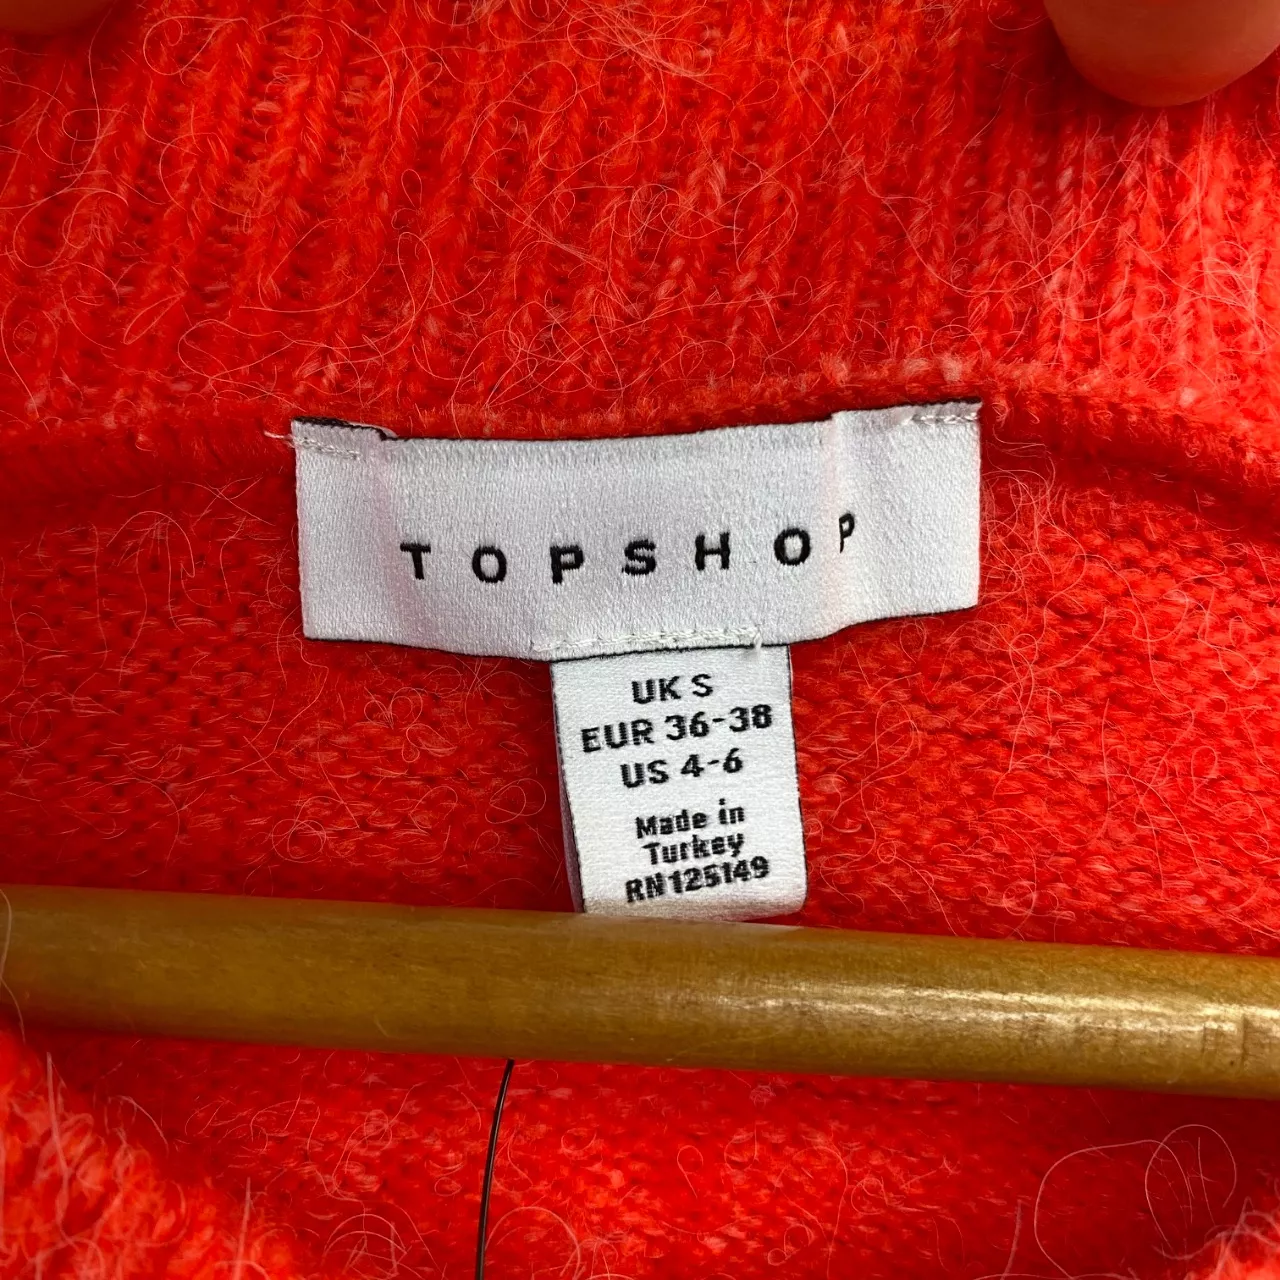 TOPSHOP
UK S
EUR 36-38
US 4-6
Made in
Turkey
RN125149